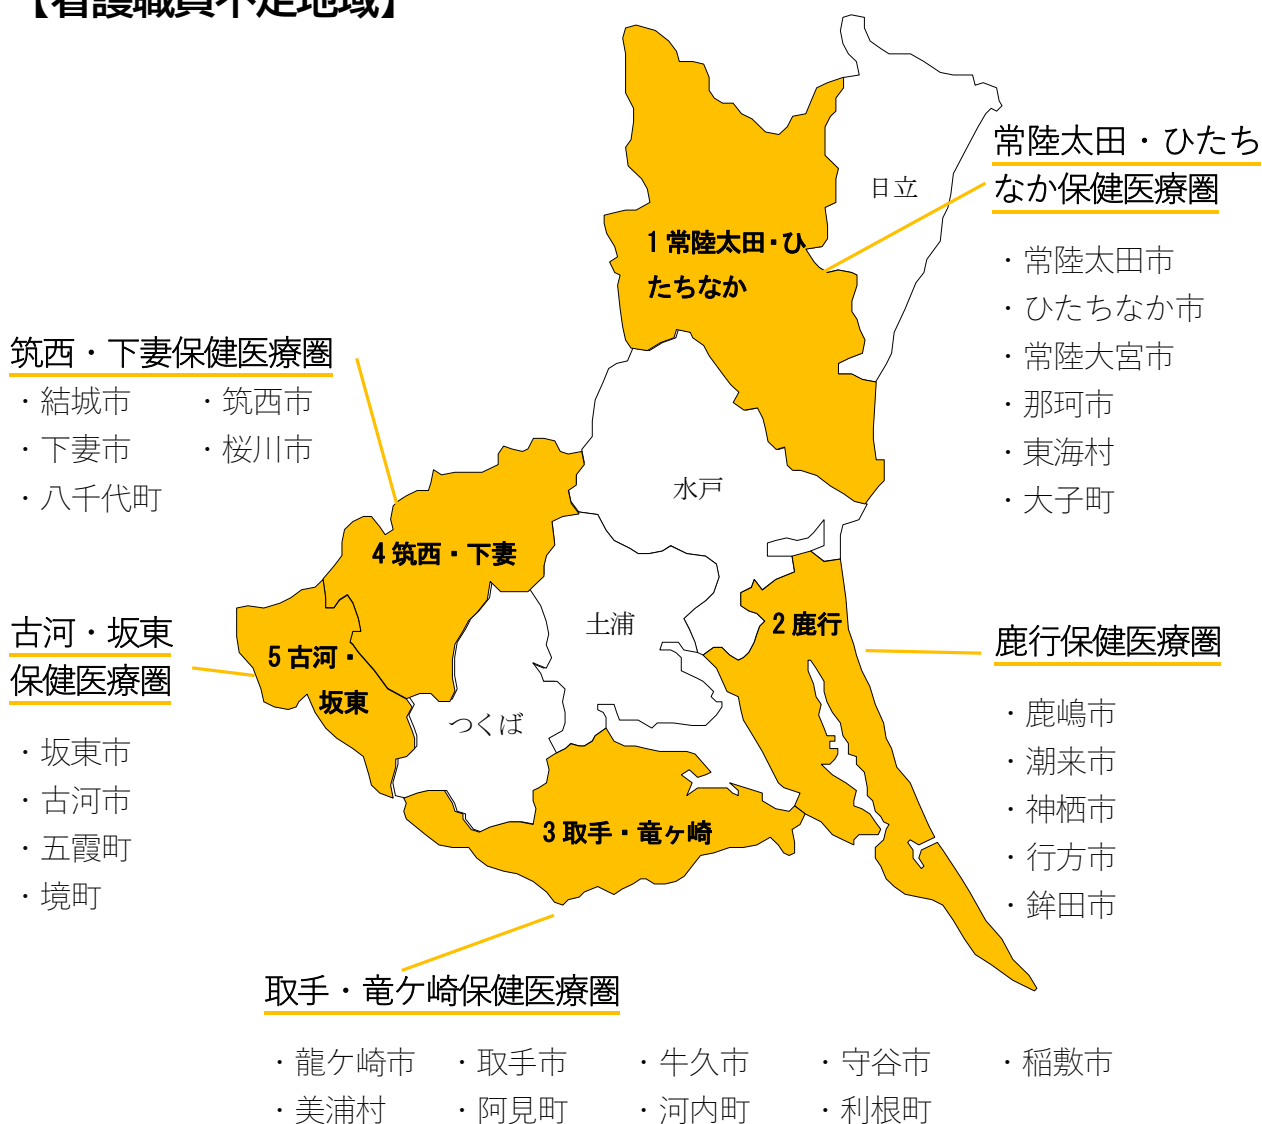 【看護職員不足地域】
常陸太田・ひたち
なか保健医療圏
・常陸太田市
・ひたちなか市
・常陸大宮市
・那珂市
・東海村
・大子町
日立
1 常陸太田・ひ
たちなか
筑西・下妻保健医療圏
・結城市 ・筑西市
・下妻市 ・桜川市
・八千代町
水戸
4 筑西・下妻
土浦
2 鹿行
古河・坂東
保健医療圏
・坂東市
・古河市
・五霞町
・境町
5 古河・
坂東
つくば
鹿行保健医療圏
・鹿嶋市
・潮来市
・神栖市
・行方市
・鉾田市
3 取手・竜ヶ崎
取手・竜ケ崎保健医療圏
・龍ケ崎市 ・取手市 ・牛久市 ・守谷市 ・稲敷市
・美浦村 ・阿見町 ・河内町 ・利根町